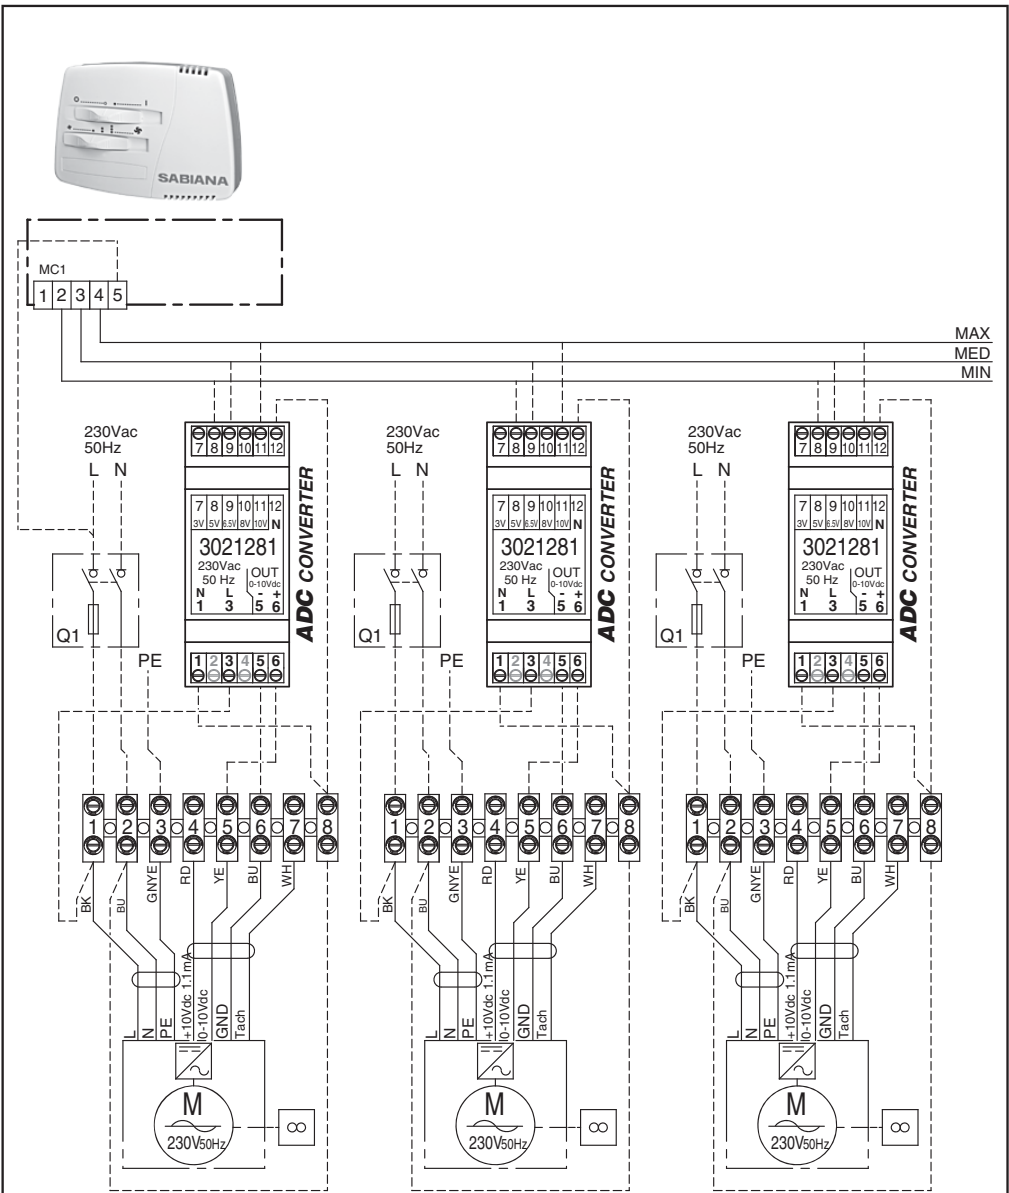 SABIANA
MC1
1 2 3 4 5
MAX
MED
MIN
230Vac
50Hz
L N
Q1
PE
7 8 9 10 11 12
7 8 9 10 11 12
3V 5V 6.5V 8V 10V N
3021281
230Vac
50 Hz
OUT
0-10Vdc
N L - +
1 3 5 6
1 2 3 4 5 6
ADC CONVERTER
230Vac
50Hz
L N
Q1
PE
7 8 9 10 11 12
7 8 9 10 11 12
3V 5V 6.5V 8V 10V N
3021281
230Vac
50 Hz
OUT
0-10Vdc
N L - +
1 3 5 6
1 2 3 4 5 6
ADC CONVERTER
230Vac
50Hz
L N
Q1
PE
7 8 9 10 11 12
7 8 9 10 11 12
3V 5V 6.5V 8V 10V N
3021281
230Vac
50 Hz
OUT
0-10Vdc
N L - +
1 3 5 6
1 2 3 4 5 6
ADC CONVERTER
1 2 3 4 5 6 7 8
BK BU GNYE RD YE BU WH
L N PE +10Vdc 1.1mA 0-10Vdc GND Tach
M
230V50Hz
8
1 2 3 4 5 6 7 8
BK BU GNYE RD YE BU WH
L N PE +10Vdc 1.1mA 0-10Vdc GND Tach
M
230V50Hz
8
1 2 3 4 5 6 7 8
BK BU GNYE RD YE BU WH
L N PE +10Vdc 1.1mA 0-10Vdc GND Tach
M
230V50Hz
8